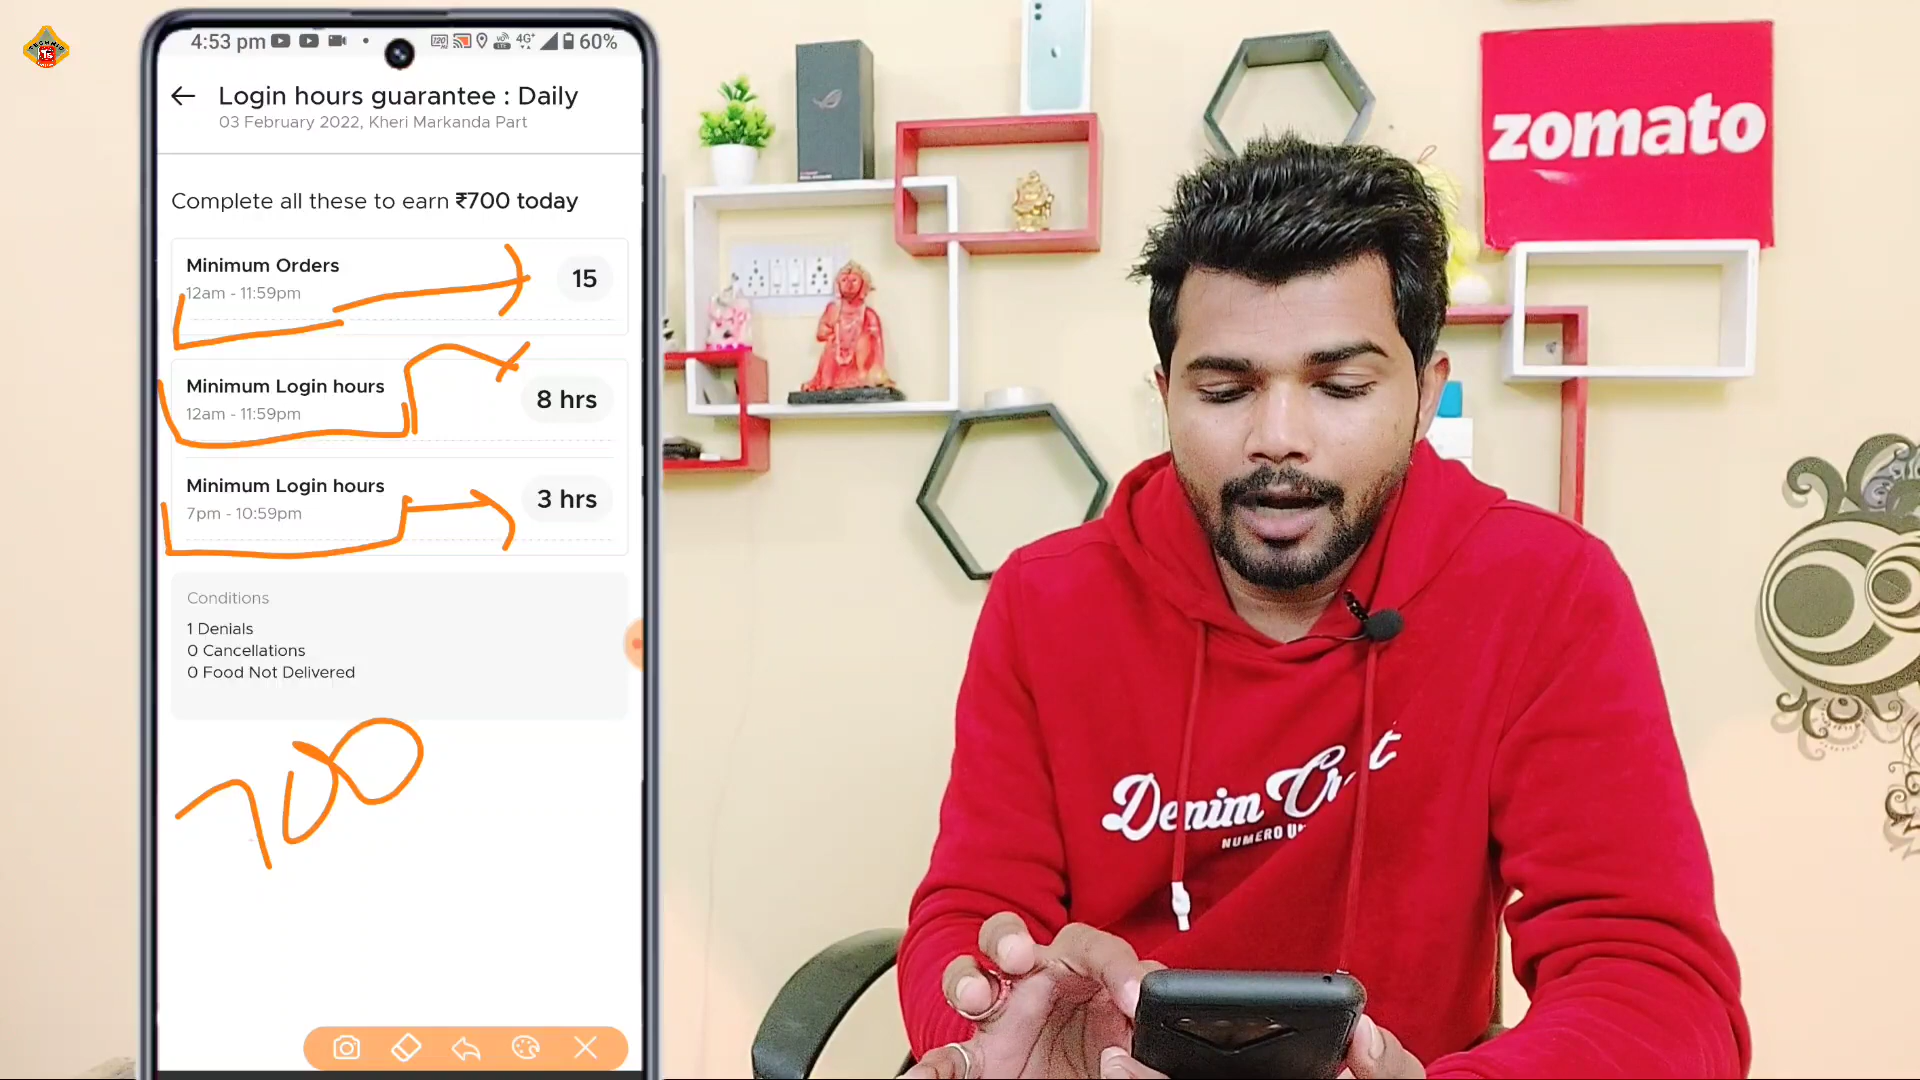 4:53 pm 60%
Login hours guarantee : Daily
03 February 2022, Kheri Markanda Part
Complete all these to earn ₹700 today
Minimum Orders
12am - 11:59pm
15
Minimum Login hours
12am - 11:59pm
8 hrs
Minimum Login hours
7pm - 10:59pm
3 hrs
Conditions
1 Denials
0 Cancellations
0 Food Not Delivered
700
zomato
Denim
NUMERO